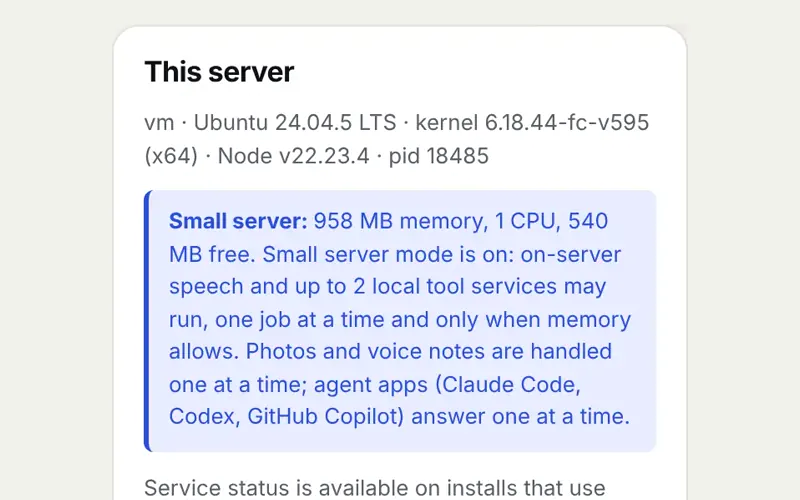 This server
vm · Ubuntu 24.04.5 LTS · kernel 6.18.44-fc-v595
(x64) · Node v22.23.4 · pid 18485
Small server: 958 MB memory, 1 CPU, 540
MB free. Small server mode is on: on-server
speech and up to 2 local tool services may
run, one job at a time and only when memory
allows. Photos and voice notes are handled
one at a time; agent apps (Claude Code,
Codex, GitHub Copilot) answer one at a time.
Service status is available on installs that use